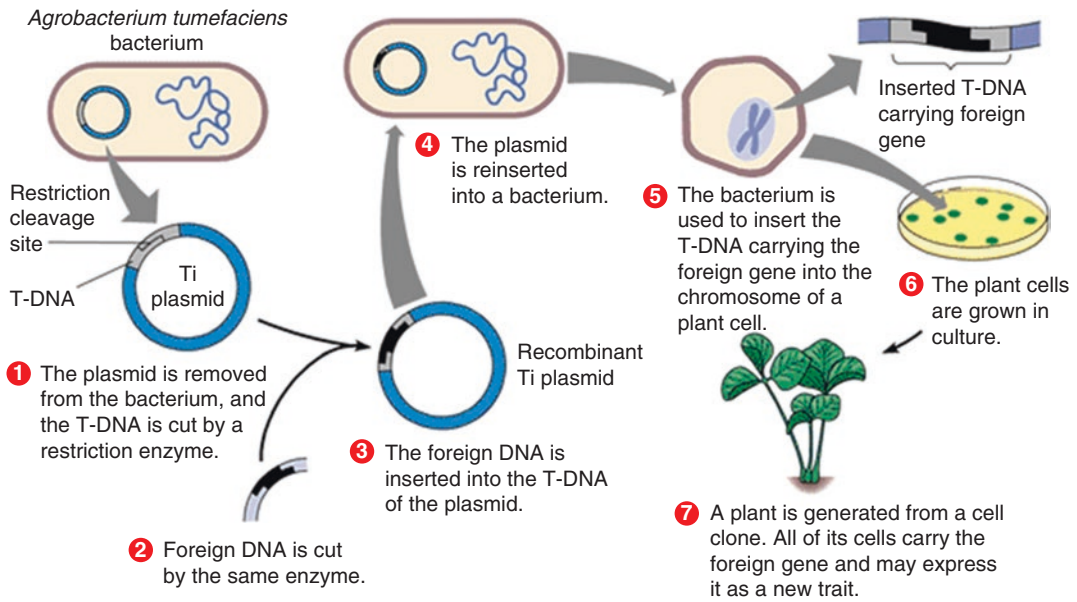 Agrobacterium tumefaciens
bacterium
Restriction
cleavage
site
T-DNA
Ti
plasmid
1 The plasmid is removed
from the bacterium, and
the T-DNA is cut by a
restriction enzyme.
2 Foreign DNA is cut
by the same enzyme.
3 The foreign DNA is
inserted into the T-DNA
of the plasmid.
Recombinant
Ti plasmid
4 The plasmid
is reinserted
into a bacterium.
5 The bacterium is
used to insert the
T-DNA carrying the
foreign gene into the
chromosome of a
plant cell.
Inserted T-DNA
carrying foreign
gene
6 The plant cells
are grown in
culture.
7 A plant is generated from a cell
clone. All of its cells carry the
foreign gene and may express
it as a new trait.